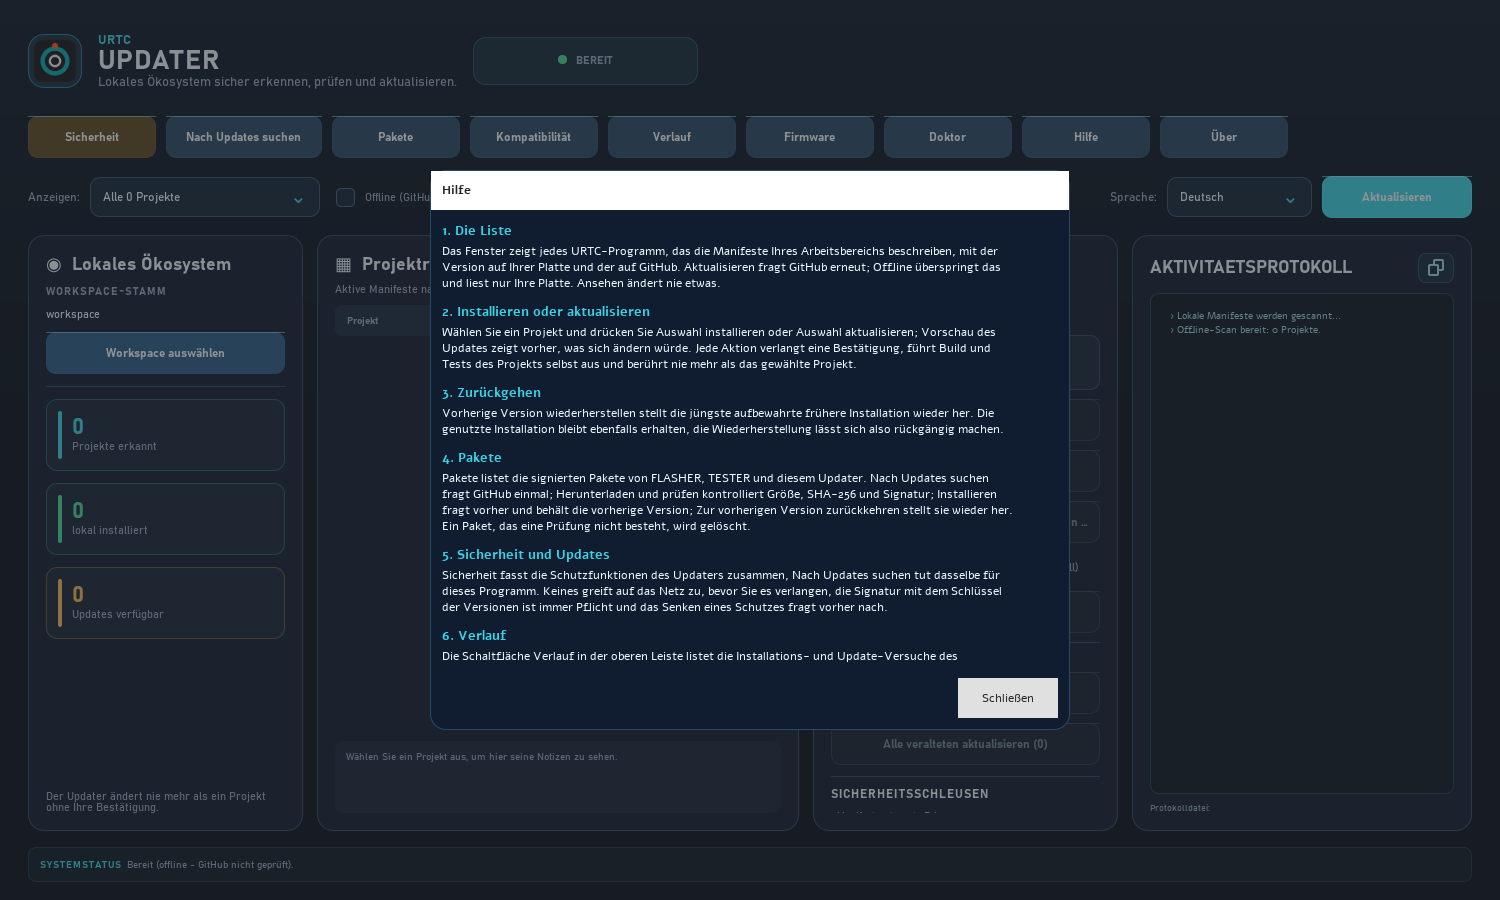 URTC
UPDATER
Lokales Ökosystem sicher erkennen, prüfen und aktualisieren.
BEREIT
Sicherheit
Nach Updates suchen
Pakete
Kompatibilität
Verlauf
Firmware
Doktor
Hilfe
Über
Anzeigen:
Alle 0 Projekte
Offline (GitHu
Sprache:
Deutsch
Aktualisieren
Lokales Ökosystem
WORKSPACE-STAMM
workspace
Workspace auswählen
0
Projekte erkannt
0
lokal installiert
0
Updates verfügbar
Der Updater ändert nie mehr als ein Projekt
ohne Ihre Bestätigung.
Projektr
Aktive Manifeste na
Projekt
Wählen Sie ein Projekt aus, um hier seine Notizen zu sehen.
Hilfe
1. Die Liste
Das Fenster zeigt jedes URTC-Programm, das die Manifeste Ihres Arbeitsbereichs beschreiben, mit der
Version auf Ihrer Platte und der auf GitHub. Aktualisieren fragt GitHub erneut; Offline überspringt das
und liest nur Ihre Platte. Ansehen ändert nie etwas.
2. Installieren oder aktualisieren
Wählen Sie ein Projekt und drücken Sie Auswahl installieren oder Auswahl aktualisieren; Vorschau des
Updates zeigt vorher, was sich ändern würde. Jede Aktion verlangt eine Bestätigung, führt Build und
Tests des Projekts selbst aus und berührt nie mehr als das gewählte Projekt.
3. Zurückgehen
Vorherige Version wiederherstellen stellt die jüngste aufbewahrte frühere Installation wieder her. Die
genutzte Installation bleibt ebenfalls erhalten, die Wiederherstellung lässt sich also rückgängig machen.
4. Pakete
Pakete listet die signierten Pakete von FLASHER, TESTER und diesem Updater. Nach Updates suchen
fragt GitHub einmal; Herunterladen und prüfen kontrolliert Größe, SHA-256 und Signatur; Installieren
fragt vorher und behält die vorherige Version; Zur vorherigen Version zurückkehren stellt sie wieder her.
Ein Paket, das eine Prüfung nicht besteht, wird gelöscht.
5. Sicherheit und Updates
Sicherheit fasst die Schutzfunktionen des Updaters zusammen, Nach Updates suchen tut dasselbe für
dieses Programm. Keines greift auf das Netz zu, bevor Sie es verlangen, die Signatur mit dem Schlüssel
der Versionen ist immer Pflicht und das Senken eines Schutzes fragt vorher nach.
6. Verlauf
Die Schaltfläche Verlauf in der oberen Leiste listet die Installations- und Update-Versuche des
Schließen
n ...
ll)
Alle veralteten aktualisieren (0)
SICHERHEITSSCHLEUSEN
AKTIVITAETSPROTOKOLL
› Lokale Manifeste werden gescannt...
› Offline-Scan bereit: 0 Projekte.
Protokolldatei:
SYSTEMSTATUS Bereit (offline - GitHub nicht geprüft).